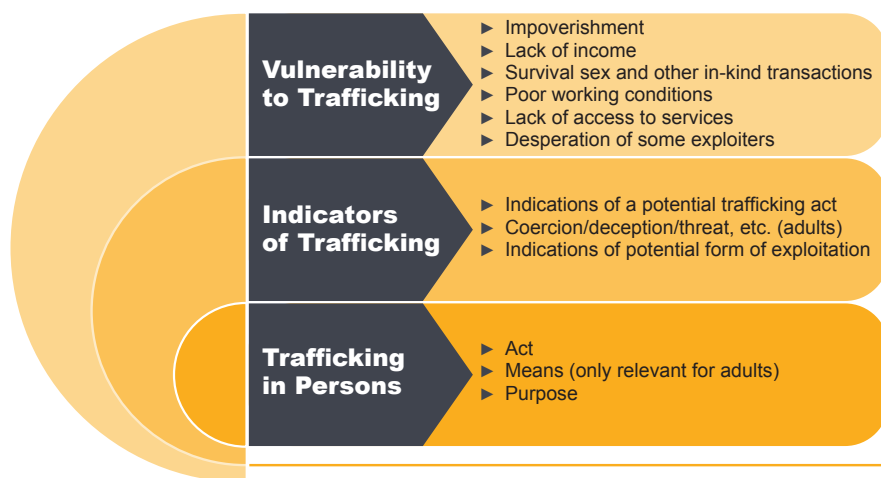 Vulnerability
to Trafficking
► Impoverishment
► Lack of income
► Survival sex and other in-kind transactions
► Poor working conditions
► Lack of access to services
► Desperation of some exploiters
Indicators
of Trafficking
► Indications of a potential trafficking act
► Coercion/deception/threat, etc. (adults)
► Indications of potential form of exploitation
Trafficking
in Persons
► Act
► Means (only relevant for adults)
► Purpose